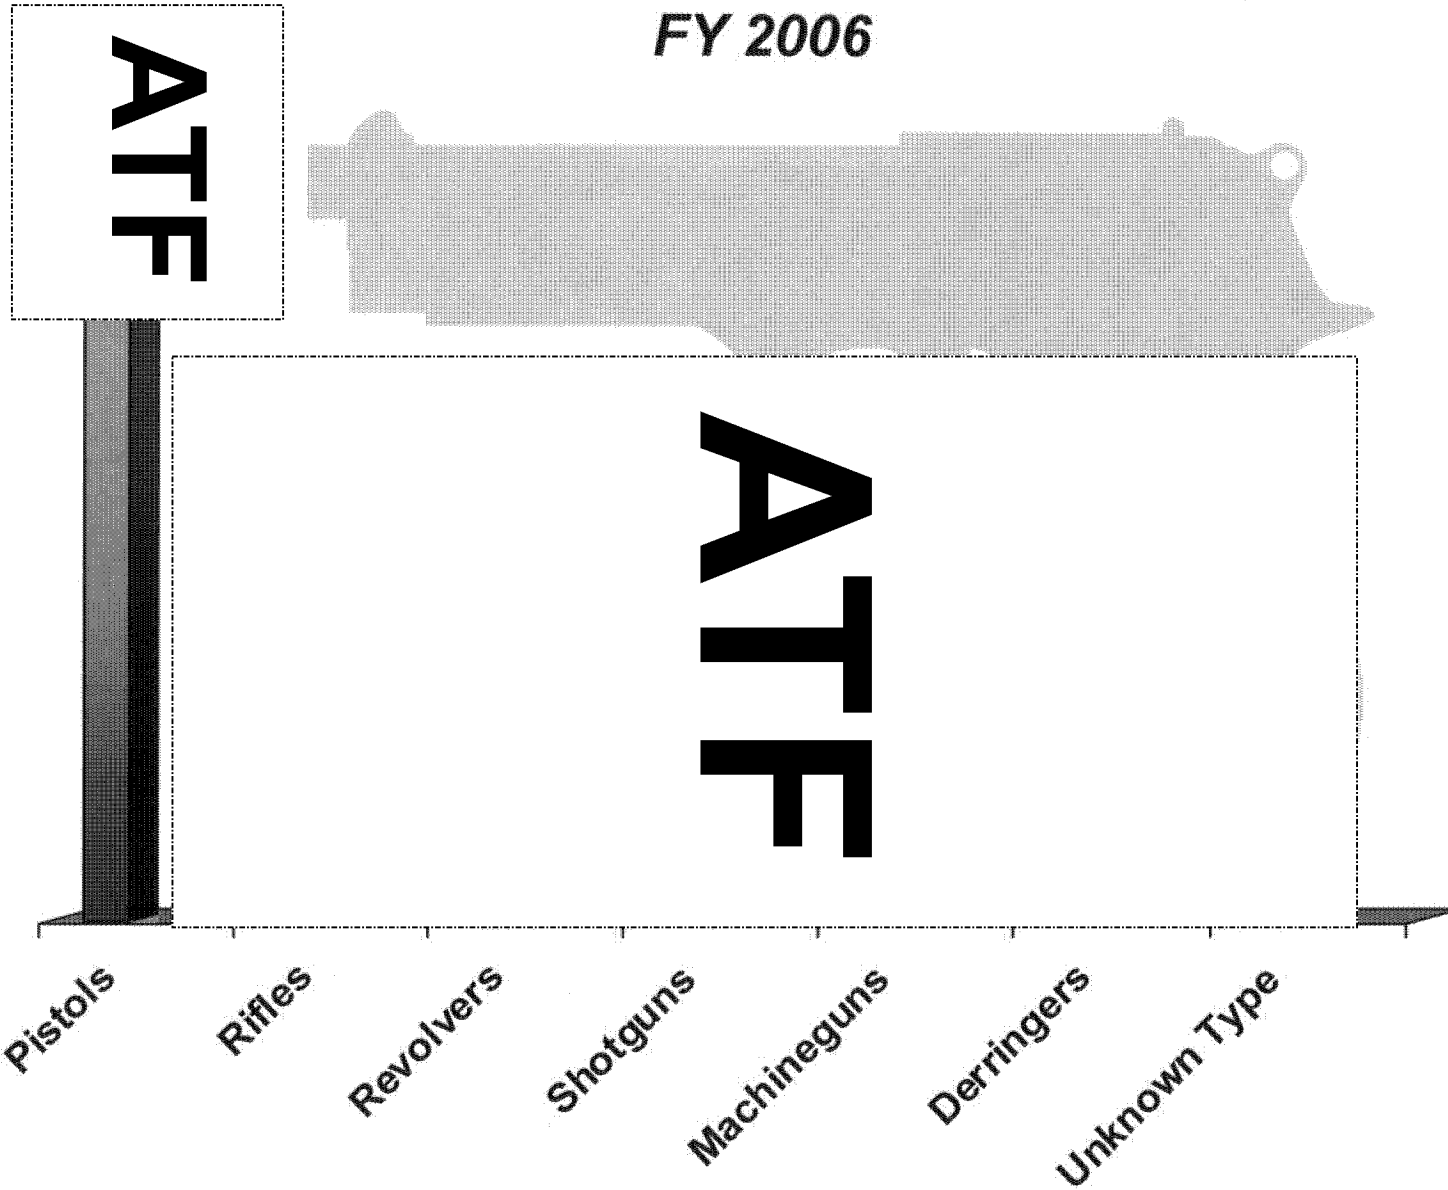 FY 2006
ATF
ATF
Pistols
Rifles
Revolvers
Shotguns
Machineguns
Derringers
Unknown Type